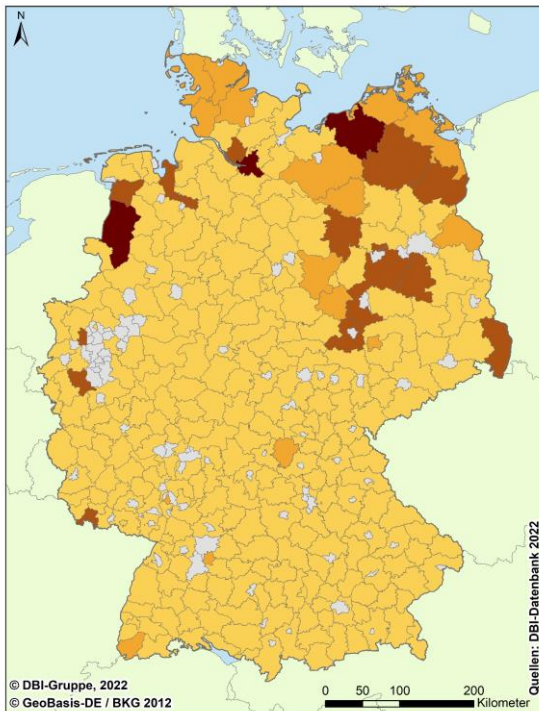 N
Quellen: DBI-Datenbank 2022
© DBI-Gruppe, 2022
© GeoBasis-DE / BKG 2012
0 50 100 200
Kilometer